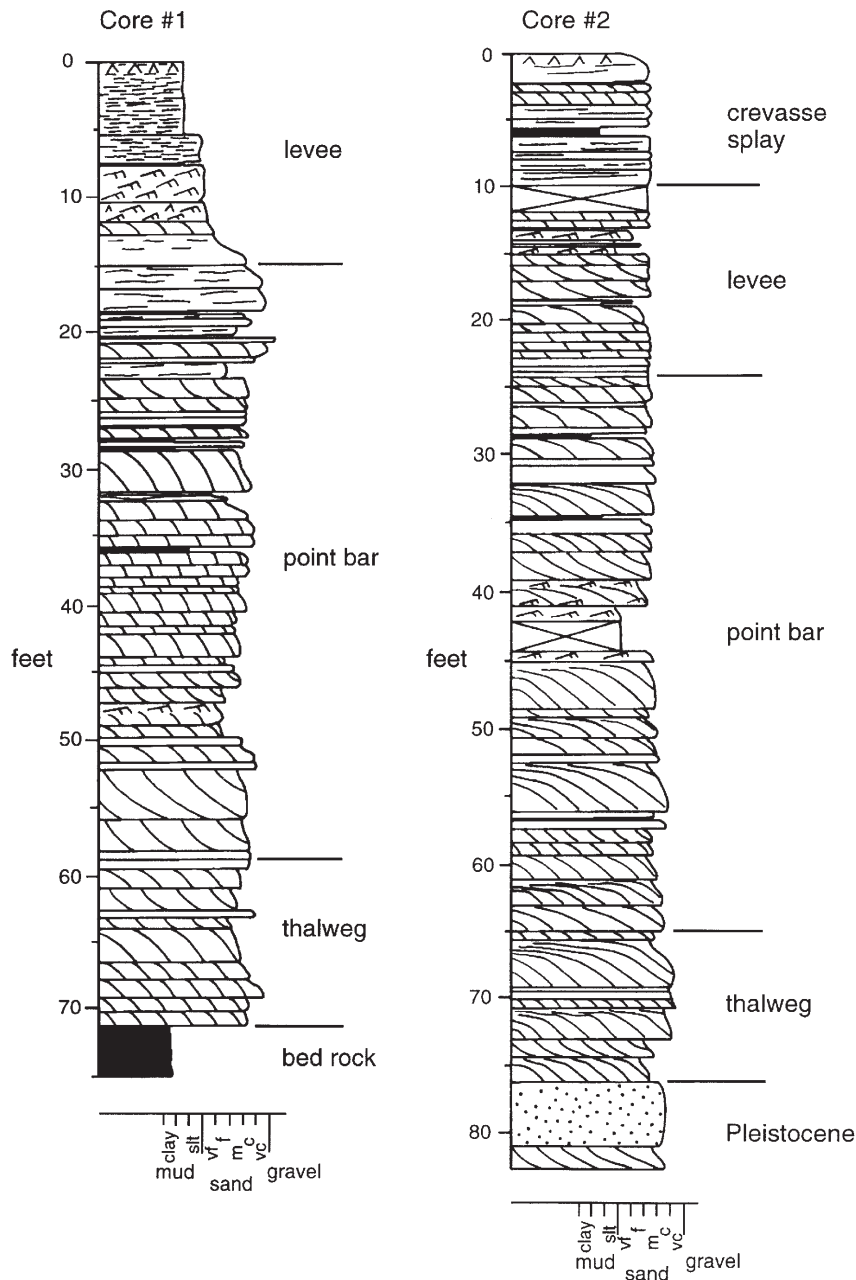 Core #1
0
10
20
30
40
50
60
70
feet
levee
point bar
thalweg
bed rock
clay
slt
vf
f
m
c
vc
mud
sand
gravel
Core #2
0
10
20
30
40
50
60
70
80
feet
crevasse
splay
levee
point bar
thalweg
Pleistocene
clay
slt
vf
f
m
c
vc
mud
sand
gravel